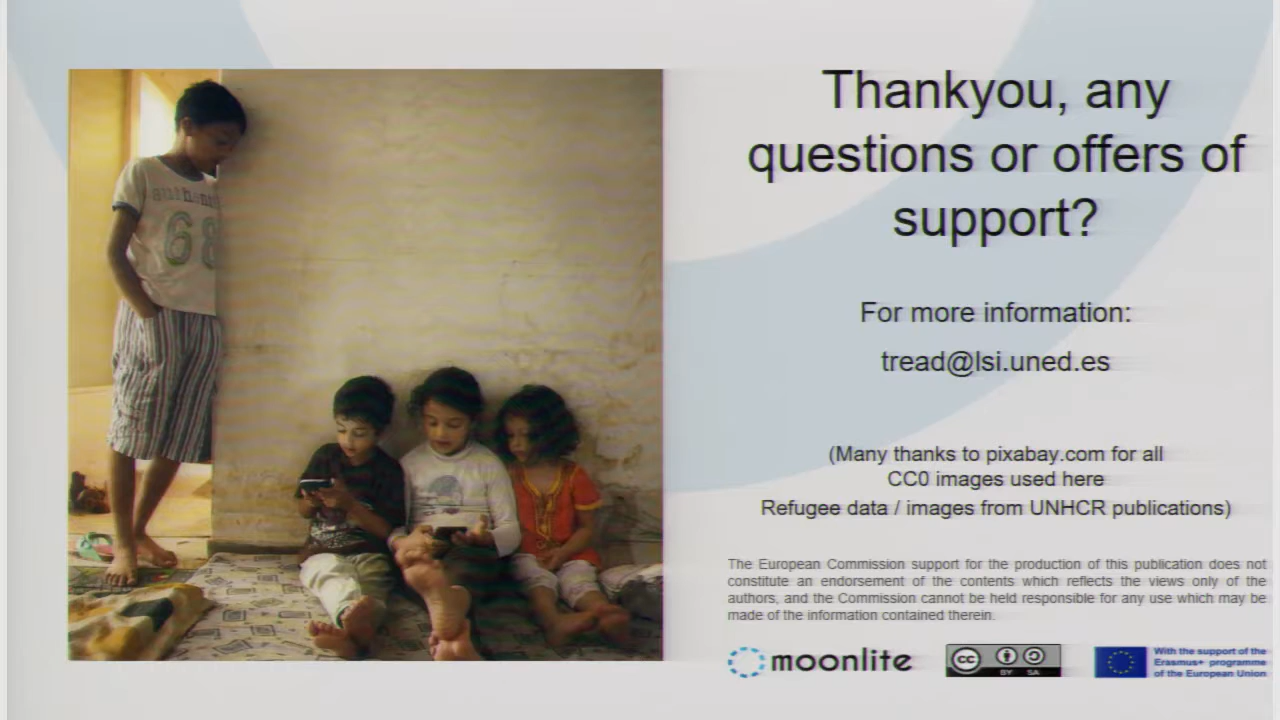 Thankyou, any
questions or offers of
support?
For more information:
tread@lsi.uned.es
(Many thanks to pixabay.com for all
CC0 images used here
Refugee data / images from UNHCR publications)
The European Commission support for the production of this publication does not
constitute an endorsement of the contents which reflects the views only of the
authors, and the Commission cannot be held responsible for any use which may be
made of the information contained therein.
moonlite
cc
BY SA
With the support of the
Erasmus+ programme
of the European Union
68